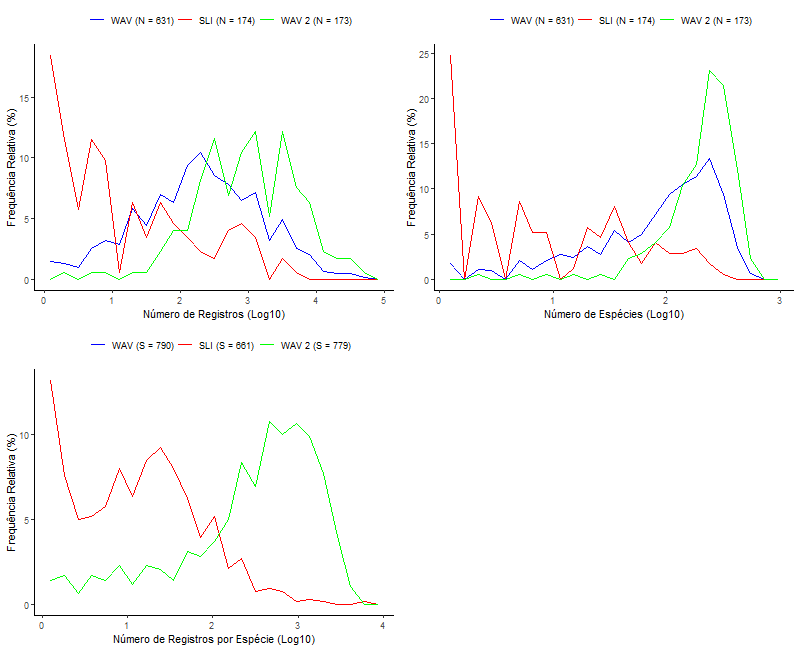 WAV (N = 631) SLI (N = 174) WAV 2 (N = 173)
Frequência Relativa (%)
15
10
5
0
0 1 2 3 4 5
Número de Registros (Log10)
WAV (N = 631) SLI (N = 174) WAV 2 (N = 173)
Frequência Relativa (%)
25
20
15
10
5
0
0 1 2 3
Número de Espécies (Log10)
WAV (S = 790) SLI (S = 661) WAV 2 (S = 779)
Frequência Relativa (%)
10
5
0
0 1 2 3 4
Número de Registros por Espécie (Log10)